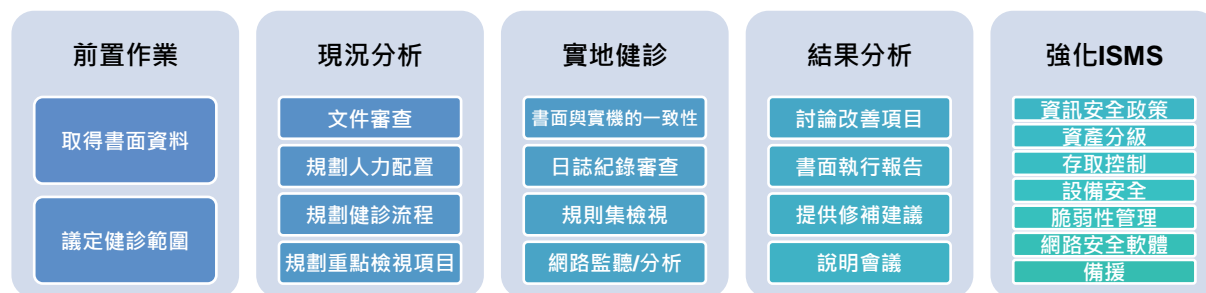 前置作業
取得書面資料
議定健診範圍
現況分析
文件審查
規劃人力配置
規劃健診流程
規劃重點檢視項目
實地健診
書面與實機的一致性
日誌紀錄審查
規則集檢視
網路監聽/分析
結果分析
討論改善項目
書面執行報告
提供修補建議
說明會議
強化ISMS
資訊安全政策
資產分級
存取控制
設備安全
脆弱性管理
網路安全軟體
備援